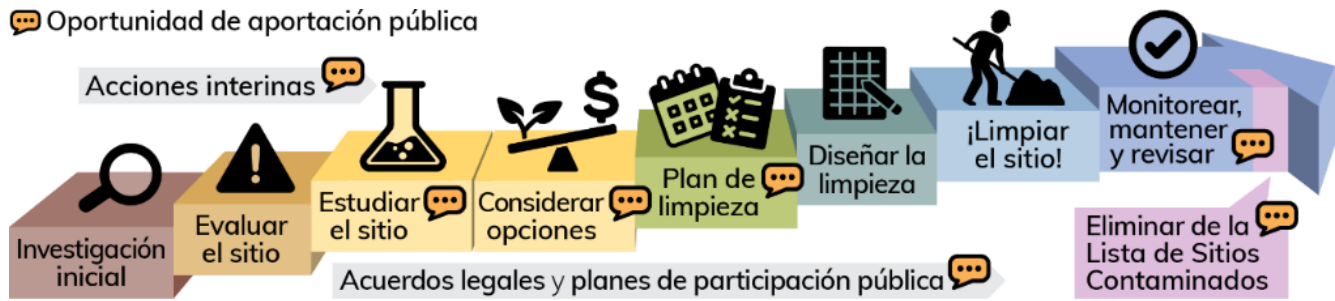 Oportunidad de aportación pública
Acciones interinas
Investigación
inicial
Evaluar
el sitio
Estudiar
el sitio
Considerar
opciones
Plan de
limpieza
Diseñar la
limpieza
¡Limpiar
el sitio!
Monitorear,
mantener
y revisar
Eliminar de la
Lista de Sitios
Contaminados
Acuerdos legales y planes de participación pública